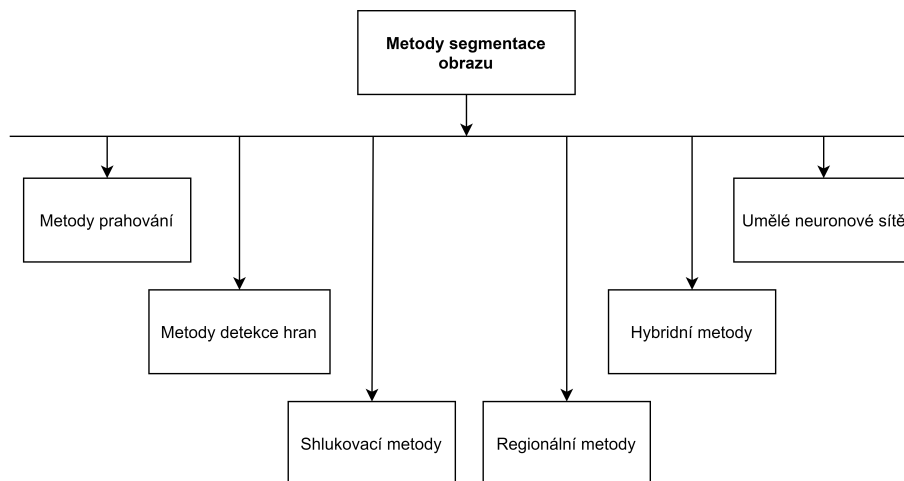 Metody segmentace
obrazu
Metody prahování
Umělé neuronové sítě
Metody detekce hran
Hybridní metody
Shlukovací metody
Regionální metody